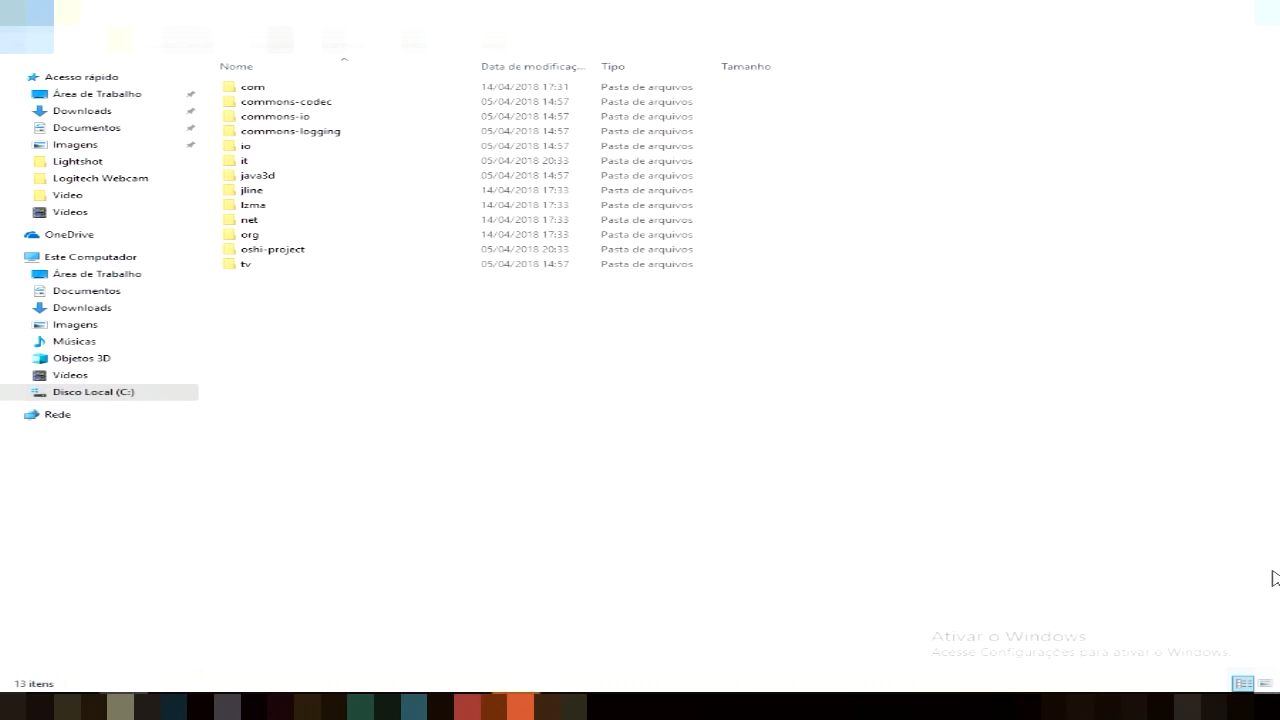 Nome Data de modificaç... Tipo Tamanho
Acesso rápido
Área de Trabalho
Downloads
Documentos
Imagens
Lightshot
Logitech Webcam
Video
Vídeos
OneDrive
Este Computador
Área de Trabalho
Documentos
Downloads
Imagens
Músicas
Objetos 3D
Vídeos
Disco Local (C:)
Rede
com 14/04/2018 17:31 Pasta de arquivos
commons-codec 05/04/2018 14:57 Pasta de arquivos
commons-io 05/04/2018 14:57 Pasta de arquivos
commons-logging 05/04/2018 14:57 Pasta de arquivos
io 05/04/2018 14:57 Pasta de arquivos
it 05/04/2018 20:33 Pasta de arquivos
java3d 05/04/2018 14:57 Pasta de arquivos
jline 14/04/2018 17:33 Pasta de arquivos
lzma 14/04/2018 17:33 Pasta de arquivos
net 14/04/2018 17:33 Pasta de arquivos
org 14/04/2018 17:33 Pasta de arquivos
oshi-project 05/04/2018 20:33 Pasta de arquivos
tv 05/04/2018 14:57 Pasta de arquivos
Ativar o Windows
Acesse Configurações para ativar o Windows.
13 itens